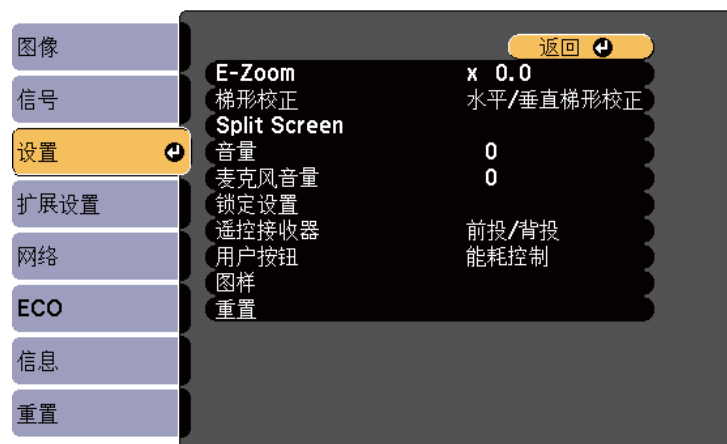 图像
信号
设置
扩展设置
网络
ECO
信息
重置
返回
E-Zoom x 0.0
梯形校正 水平/垂直梯形校正
Split Screen
音量 0
麦克风音量 0
锁定设置
遥控接收器 前投/背投
用户按钮 能耗控制
图样
重置